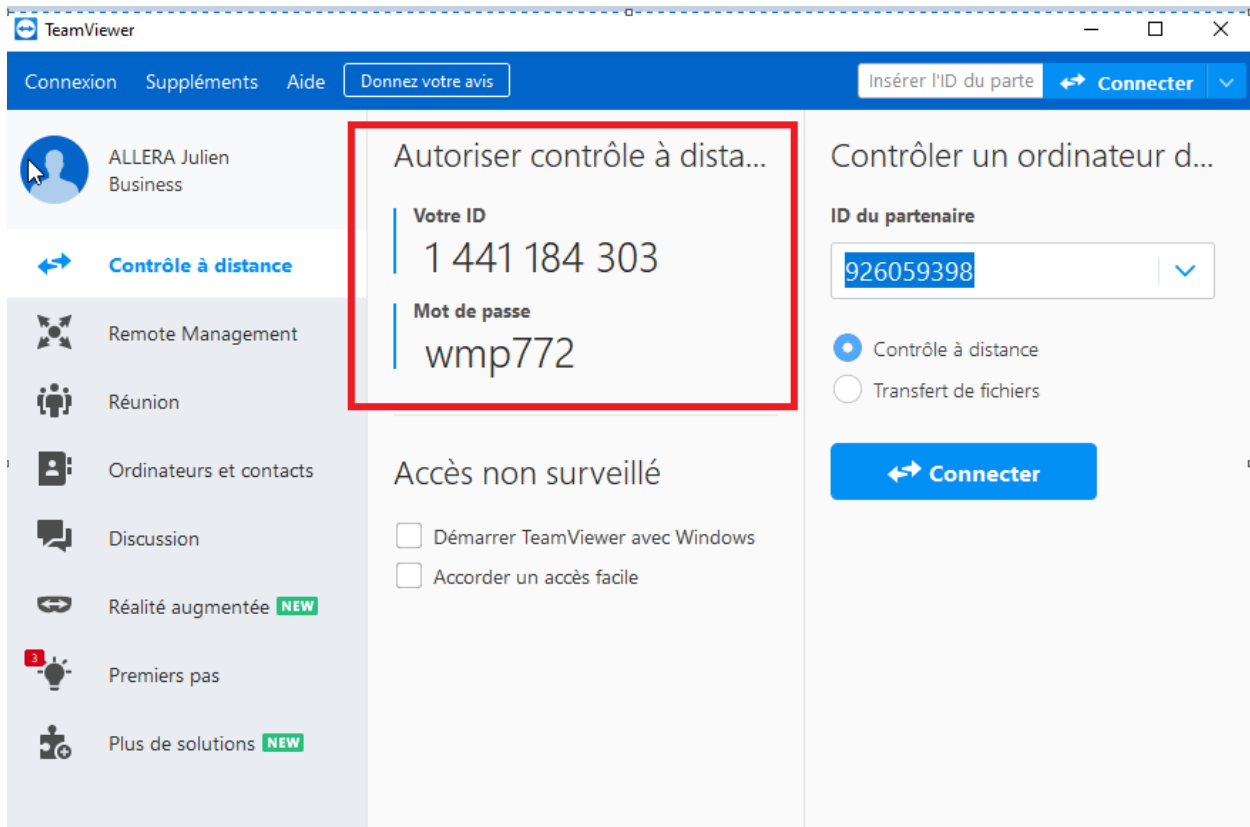 TeamViewer
Connexion Suppléments Aide Donnez votre avis Insérer l'ID du parte Connecter
ALLERA Julien
Business
Contrôle à distance
Remote Management
Réunion
Ordinateurs et contacts
Discussion
Réalité augmentée NEW
3
Premiers pas
Plus de solutions NEW
Autoriser contrôle à dista...
Votre ID
1 441 184 303
Mot de passe
wmp772
Accès non surveillé
Démarrer TeamViewer avec Windows
Accorder un accès facile
Contrôler un ordinateur d...
ID du partenaire
926059398
Contrôle à distance
Transfert de fichiers
Connecter